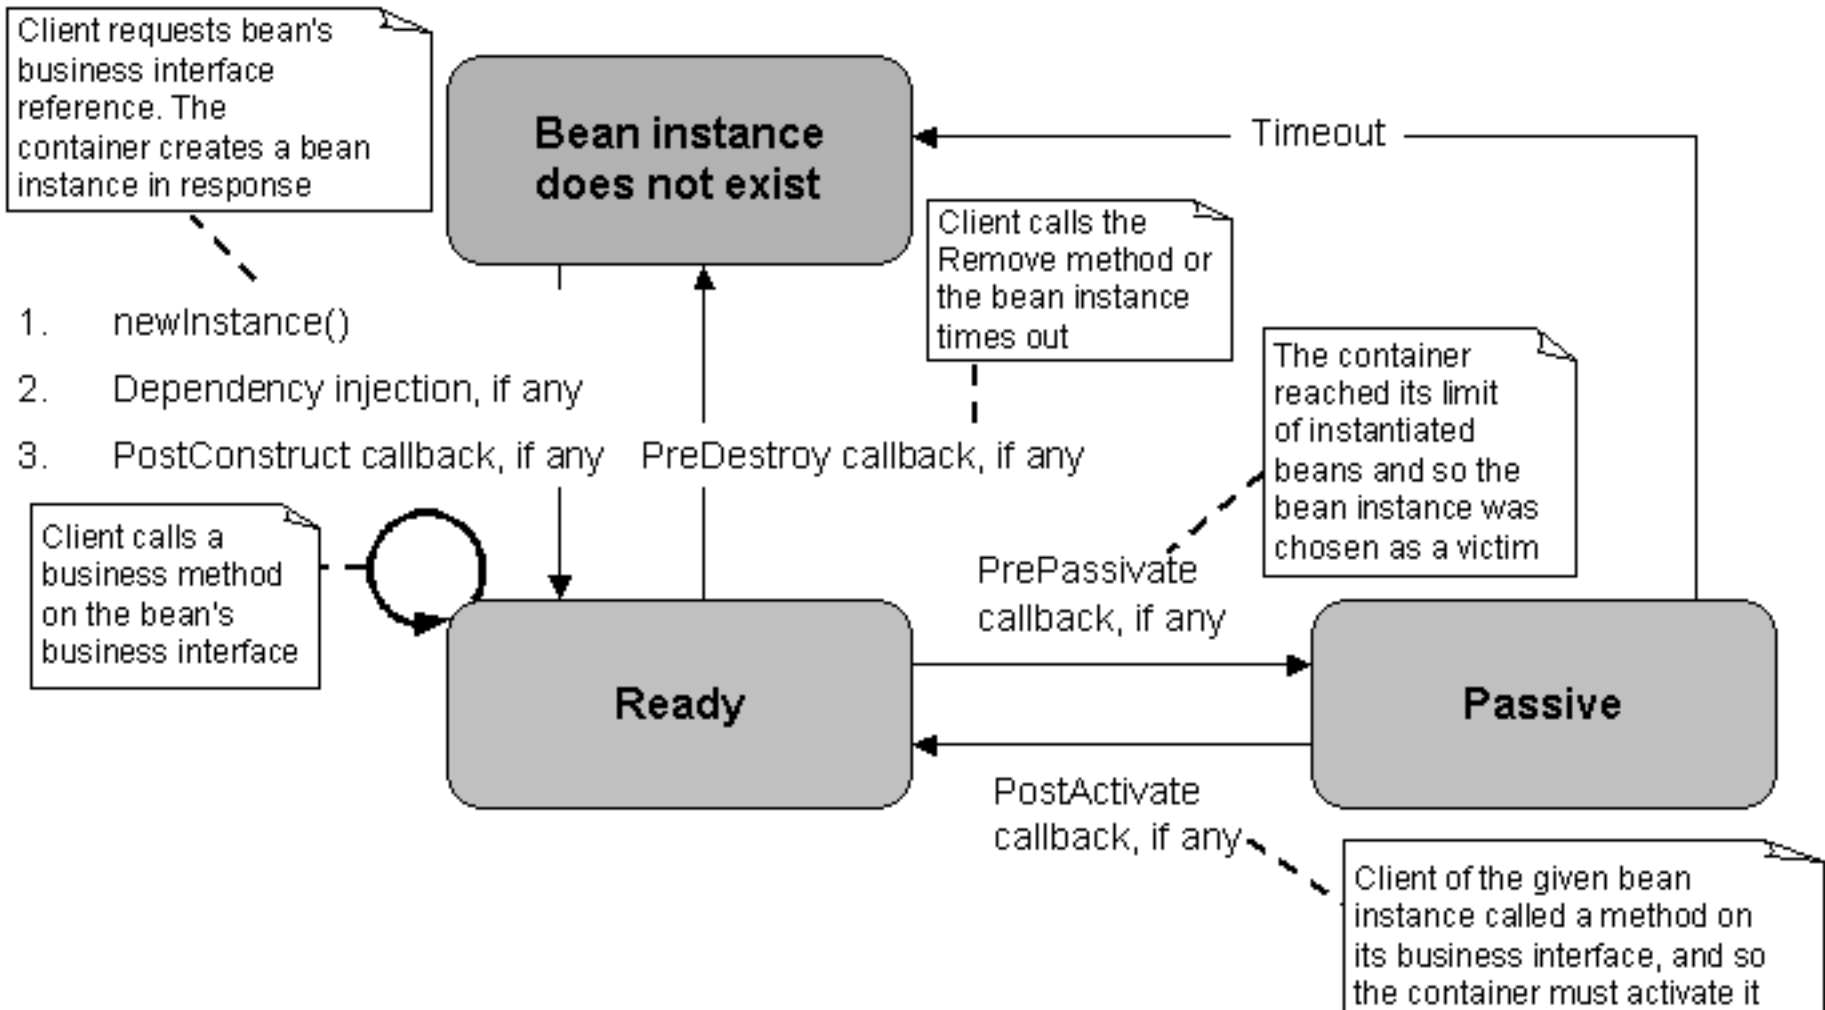 Client requests bean's
business interface
reference. The
container creates a bean
instance in response
Bean instance
does not exist
Timeout
Client calls the
Remove method or
the bean instance
times out
1. newInstance()
2. Dependency injection, if any
3. PostConstruct callback, if any
PreDestroy callback, if any
The container
reached its limit
of instantiated
beans and so the
bean instance was
chosen as a victim
Client calls a
business method
on the bean's
business interface
PrePassivate
callback, if any
Ready
Passive
PostActivate
callback, if any
Client of the given bean
instance called a method on
its business interface, and so
the container must activate it